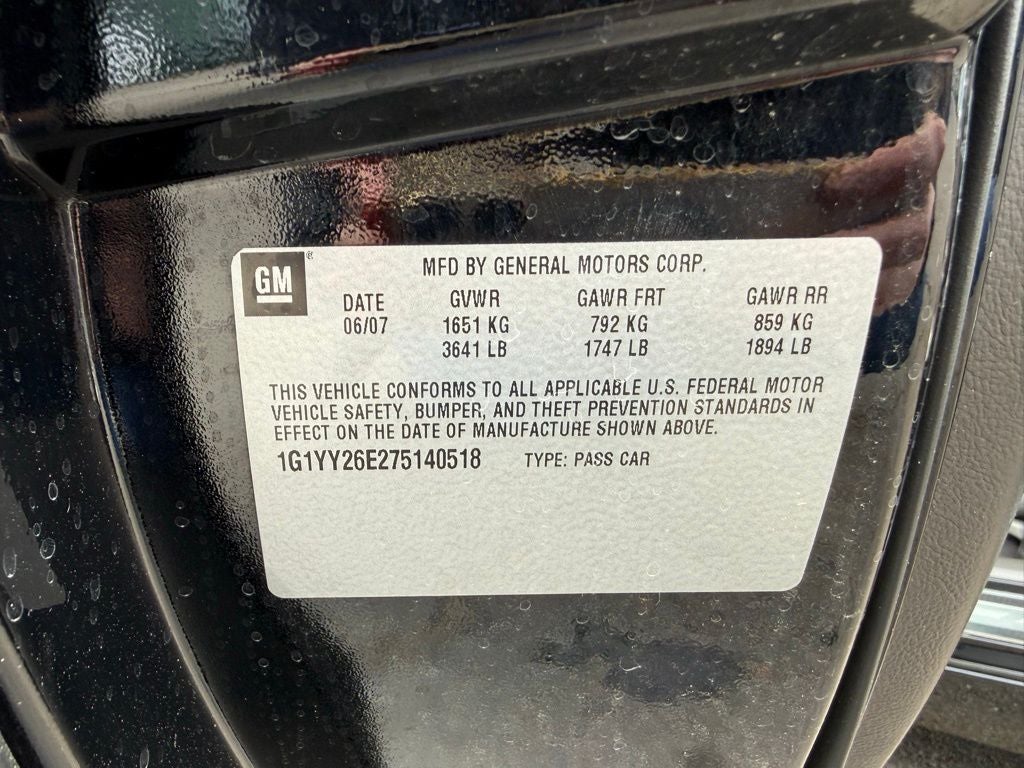 GM ®
MFD BY GENERAL MOTORS CORP.
DATE GVWR GAWR FRT GAWR RR
06/07 1651 KG 792 KG 859 KG
3641 LB 1747 LB 1894 LB
THIS VEHICLE CONFORMS TO ALL APPLICABLE U.S. FEDERAL MOTOR
VEHICLE SAFETY, BUMPER, AND THEFT PREVENTION STANDARDS IN
EFFECT ON THE DATE OF MANUFACTURE SHOWN ABOVE.
1G1YY26E275140518 TYPE: PASS CAR